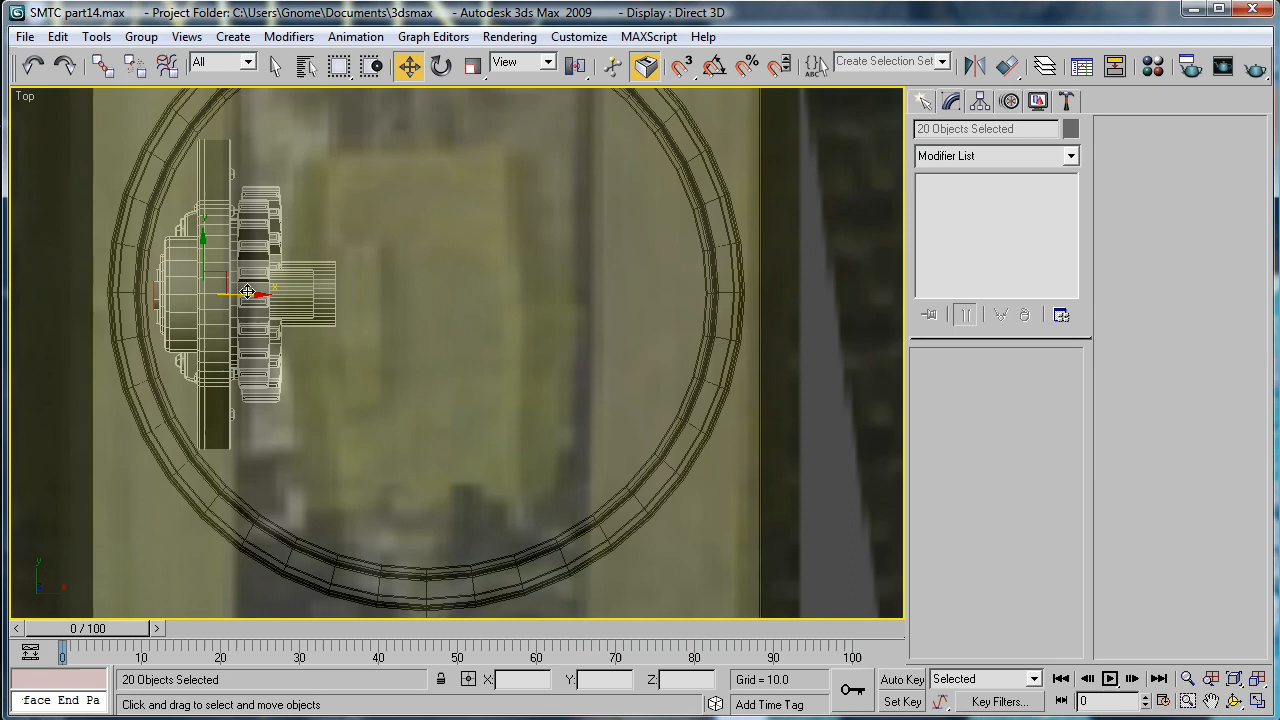 SMTC part14.max - Project Folder: C:\Users\Gnome\Documents\3dsmax - Autodesk 3ds Max 2009 - Display : Direct 3D
File Edit Tools Group Views Create Modifiers Animation Graph Editors Rendering Customize MAXScript Help
All View Create Selection Set
Top
20 Objects Selected
Modifier List
y
x
y
z x
0 / 100
0 10 20 30 40 50 60 70 80 90 100
20 Objects Selected X: Y: Z: Grid = 10.0 Auto Key Selected
face End Pa Click and drag to select and move objects Add Time Tag Set Key Key Filters... 0